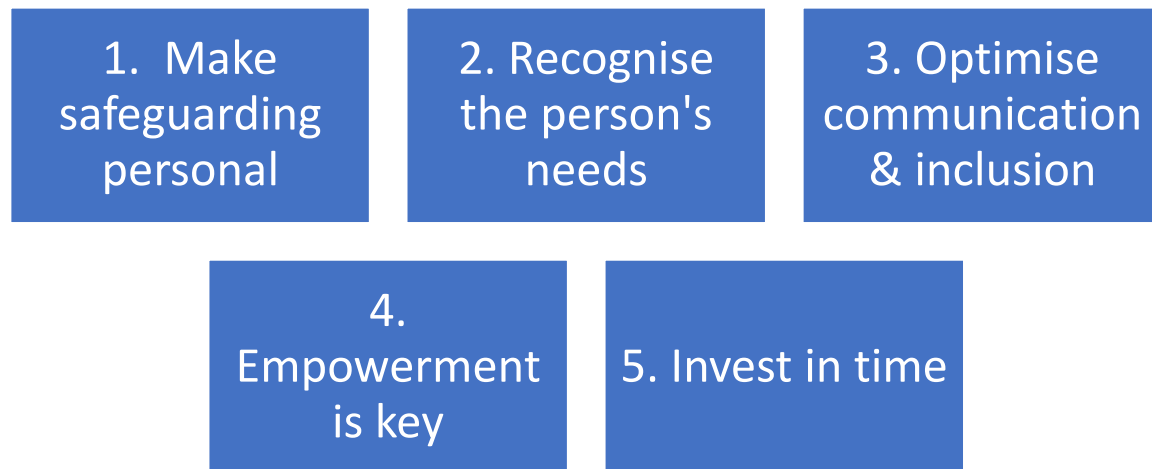 1.  Make
safeguarding
personal
2. Recognise
the person's
needs
3. Optimise
communication
& inclusion
4.
Empowerment
is key
5. Invest in time